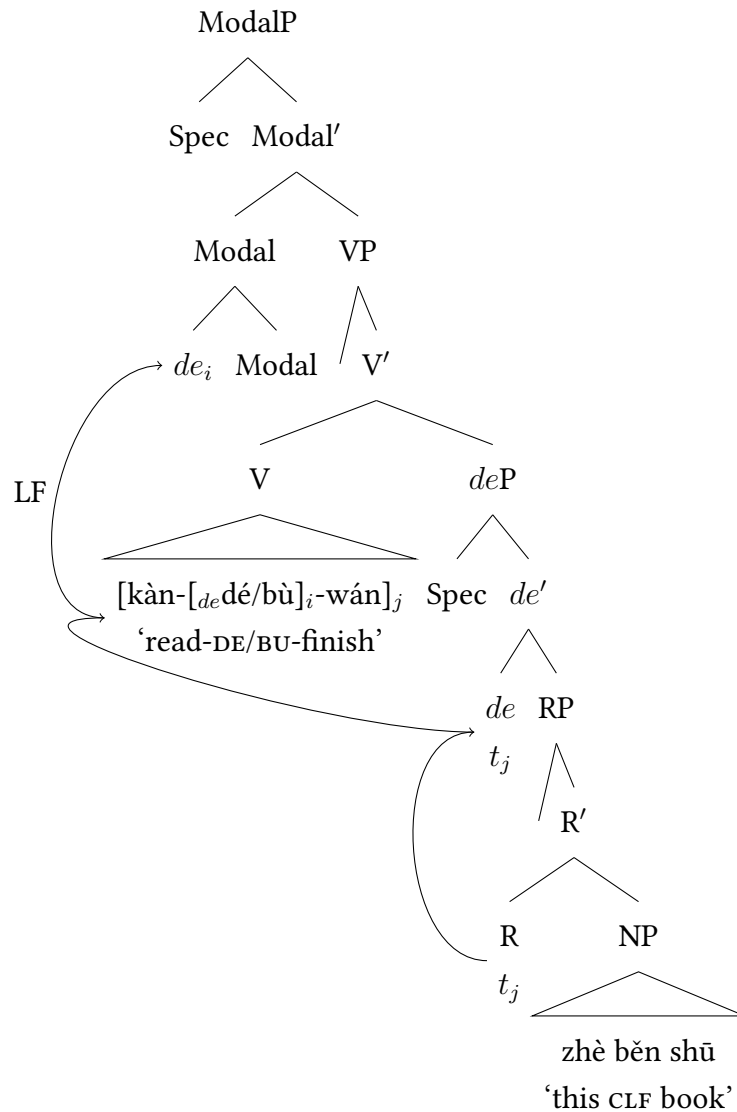 ModalP
Spec Modal′
Modal VP
de_i Modal V′
LF
V deP
[kàn-[_de dé/bù]_i-wán]_j Spec de′
‘read-DE/BU-finish’
de RP
t_j
R′
R NP
t_j
zhè běn shū
‘this CLF book’